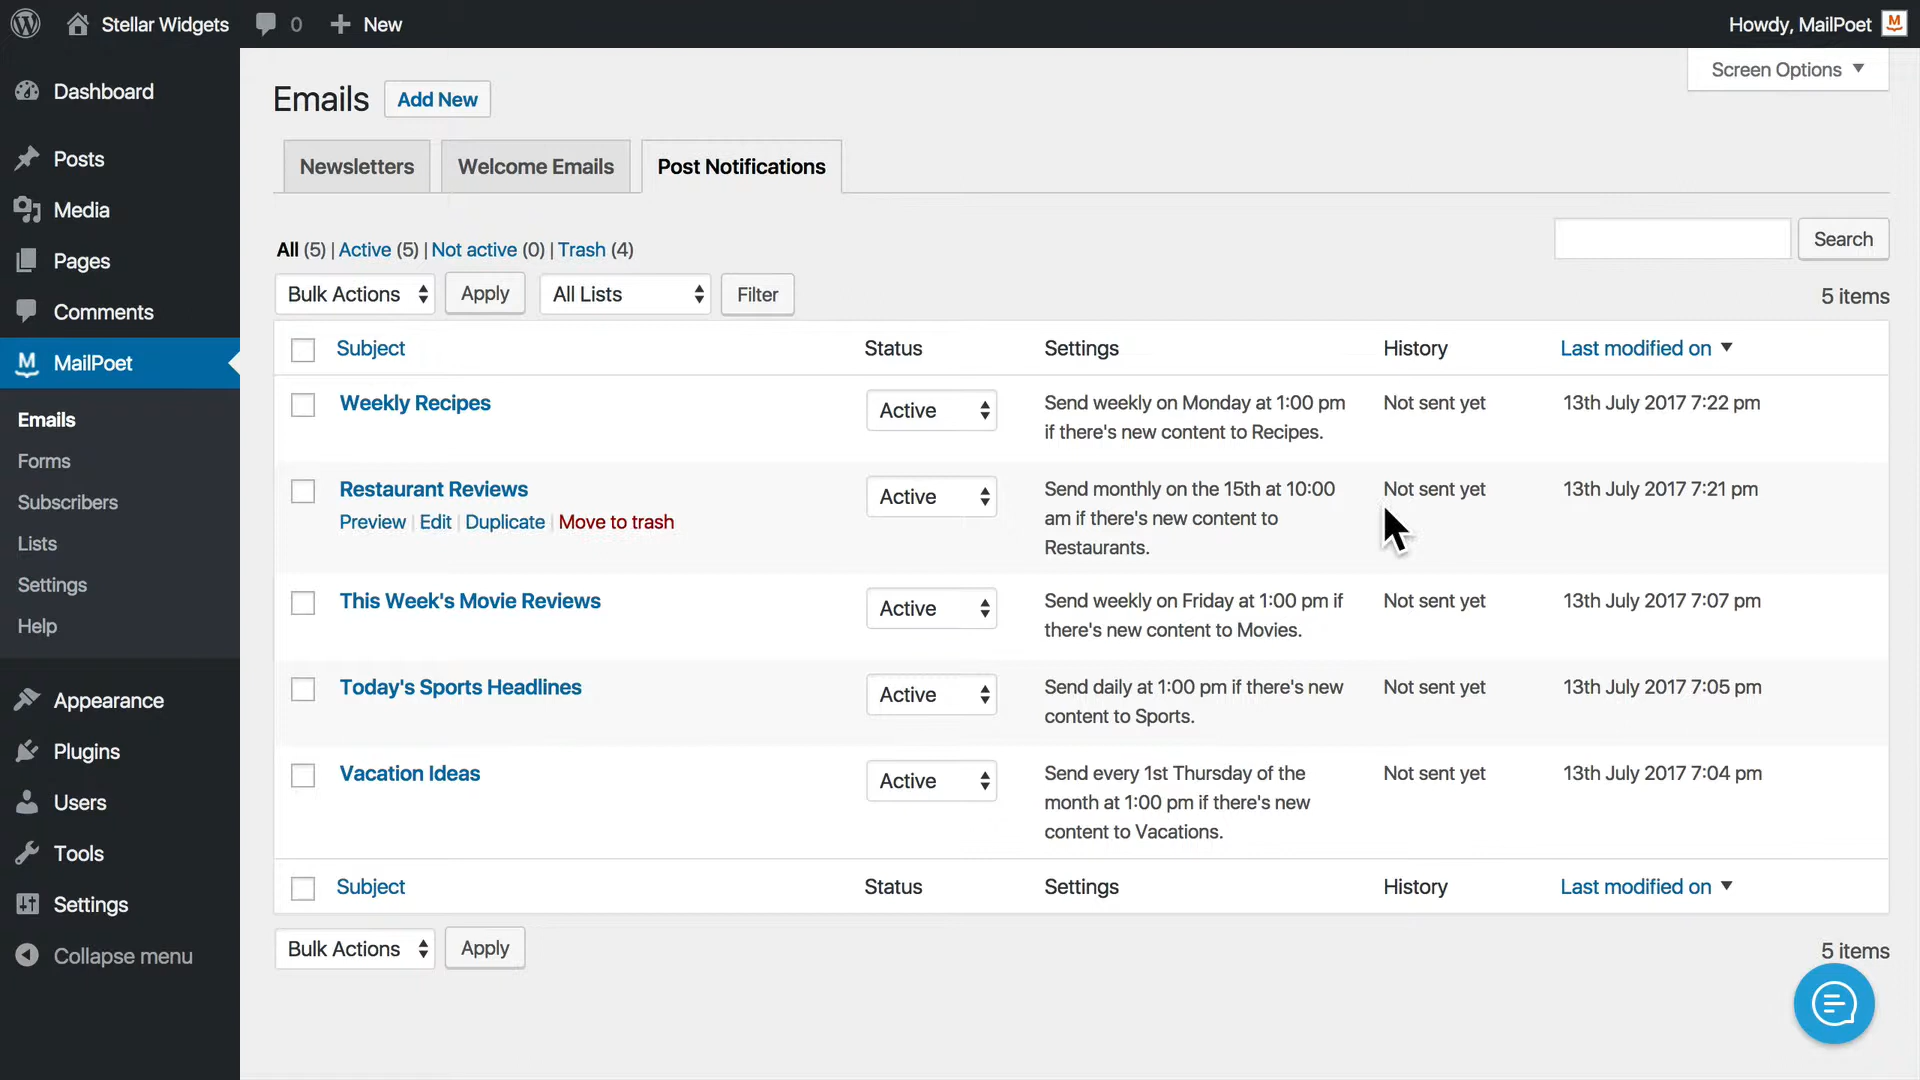 Stellar Widgets 0 New Howdy, MailPoet M
Screen Options
Dashboard
Posts
Media
Pages
Comments
M MailPoet
Emails
Forms
Subscribers
Lists
Settings
Help
Appearance
Plugins
Users
Tools
Settings
Collapse menu
Emails Add New
Newsletters Welcome Emails Post Notifications
All (5) | Active (5) | Not active (0) | Trash (4)
Search
Bulk Actions Apply All Lists Filter 5 items
Subject Status Settings History Last modified on
Weekly Recipes Active Send weekly on Monday at 1:00 pm Not sent yet 13th July 2017 7:22 pm
if there's new content to Recipes.
Restaurant Reviews Active Send monthly on the 15th at 10:00 Not sent yet 13th July 2017 7:21 pm
Preview | Edit | Duplicate | Move to trash am if there's new content to
Restaurants.
This Week's Movie Reviews Active Send weekly on Friday at 1:00 pm if Not sent yet 13th July 2017 7:07 pm
there's new content to Movies.
Today's Sports Headlines Active Send daily at 1:00 pm if there's new Not sent yet 13th July 2017 7:05 pm
content to Sports.
Vacation Ideas Active Send every 1st Thursday of the Not sent yet 13th July 2017 7:04 pm
month at 1:00 pm if there's new
content to Vacations.
Subject Status Settings History Last modified on
Bulk Actions Apply 5 items